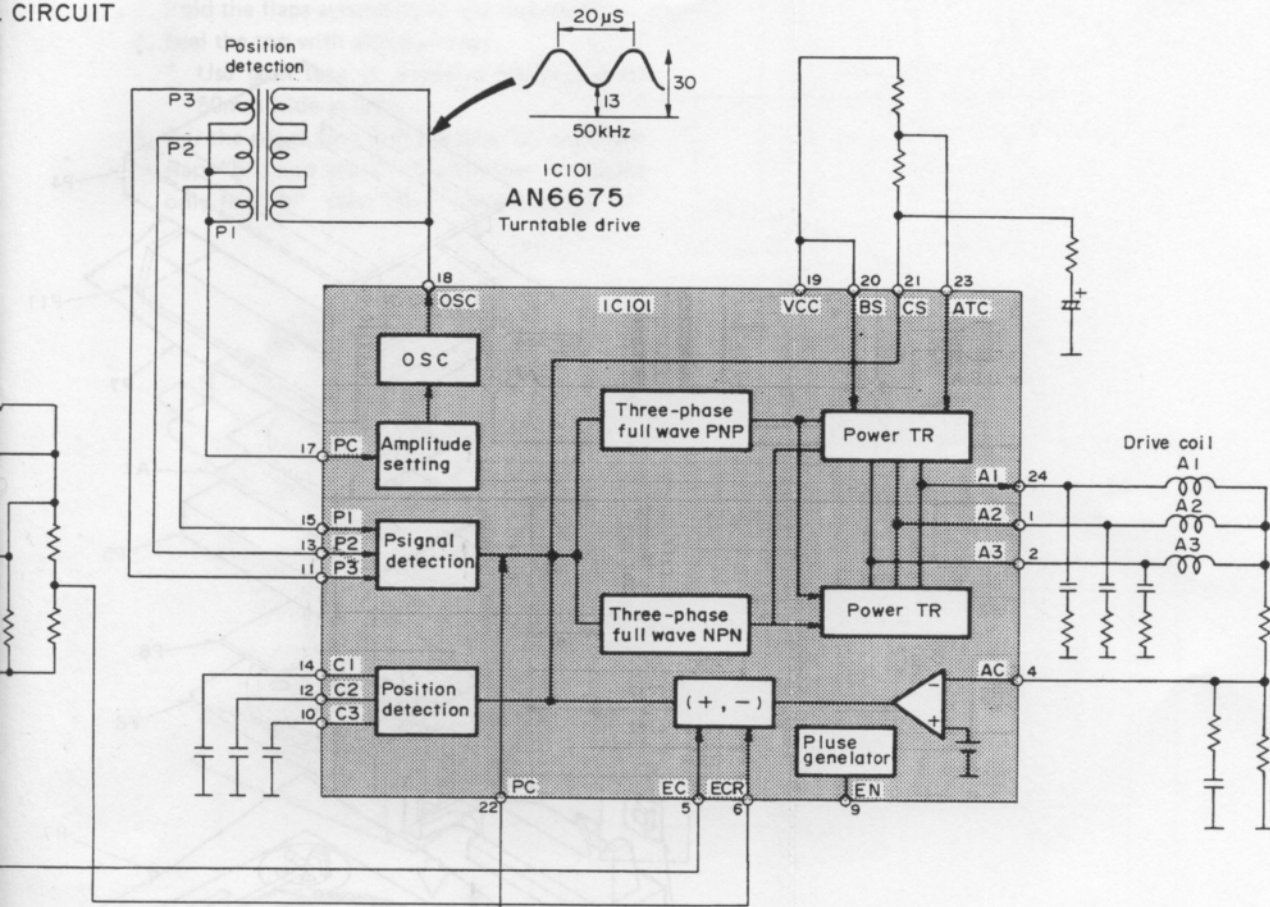 CIRCUIT
20μS
Position
detection
P3
P2
P1
30
13
50kHz
IC101
AN6675
Turntable drive
18
OSC
IC101
19
VCC
20
BS
21
CS
23
ATC
OSC
Three-phase
full wave PNP
Power TR
17
PC
Amplitude
setting
Drive coil
A1
24
A1
A2
1
A2
A3
2
A3
15
P1
13
P2
11
P3
Psignal
detection
Three-phase
full wave NPN
Power TR
14
C1
12
C2
10
C3
Position
detection
(+, -)
AC
4
-
+
Pluse
genelator
PC
22
EC
5
ECR
6
EN
9
+